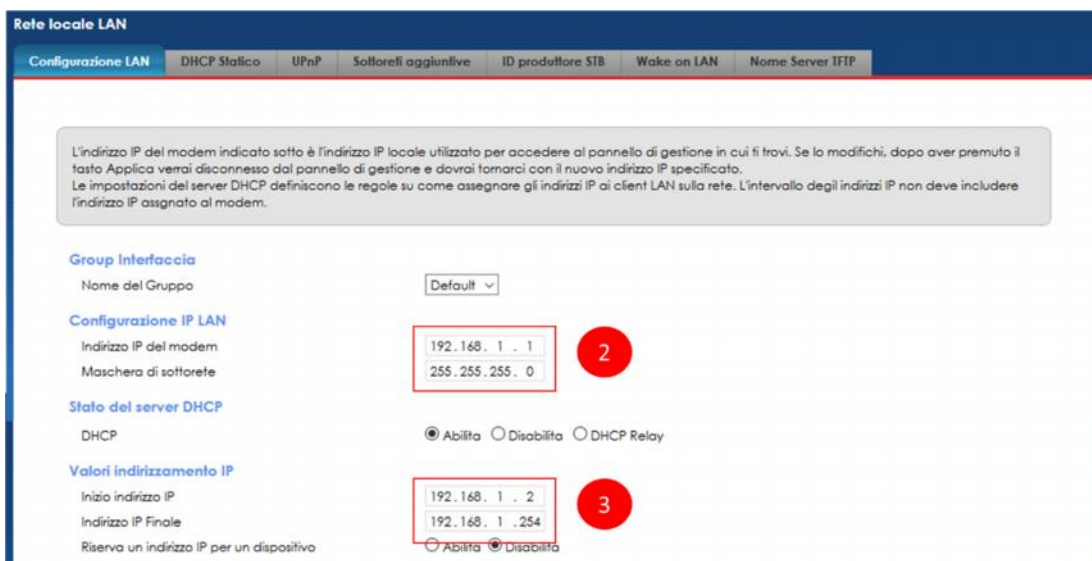 Rete locale LAN
Configurazione LAN DHCP Statico UPnP Sottoreti aggiuntive ID produttore STB Wake on LAN Nome Server TFTP
L'indirizzo IP del modem indicato sotto è l'indirizzo IP locale utilizzato per accedere al pannello di gestione in cui ti trovi. Se lo modifichi, dopo aver premuto il
tasto Applica verrai disconnesso dal pannello di gestione e dovrai tornarci con il nuovo indirizzo IP specificato.
Le impostazioni del server DHCP definiscono le regole su come assegnare gli indirizzi IP ai client LAN sulla rete. L'intervallo degil indirizzi IP non deve includere
l'indirizzo IP assgnato al modem.
Group Interfaccia
Nome del Gruppo Default
Configurazione IP LAN
Indirizzo IP del modem 192.168. 1 . 1
2
Maschera di sottorete 255.255.255. 0
Stato del server DHCP
DHCP Abilita Disabilita DHCP Relay
Valori indirizzamento IP
Inizio indirizzo IP 192.168. 1 . 2
3
Indirizzo IP Finale 192.168. 1 .254
Riserva un indirizzo IP per un dispositivo Abilita Disabilita